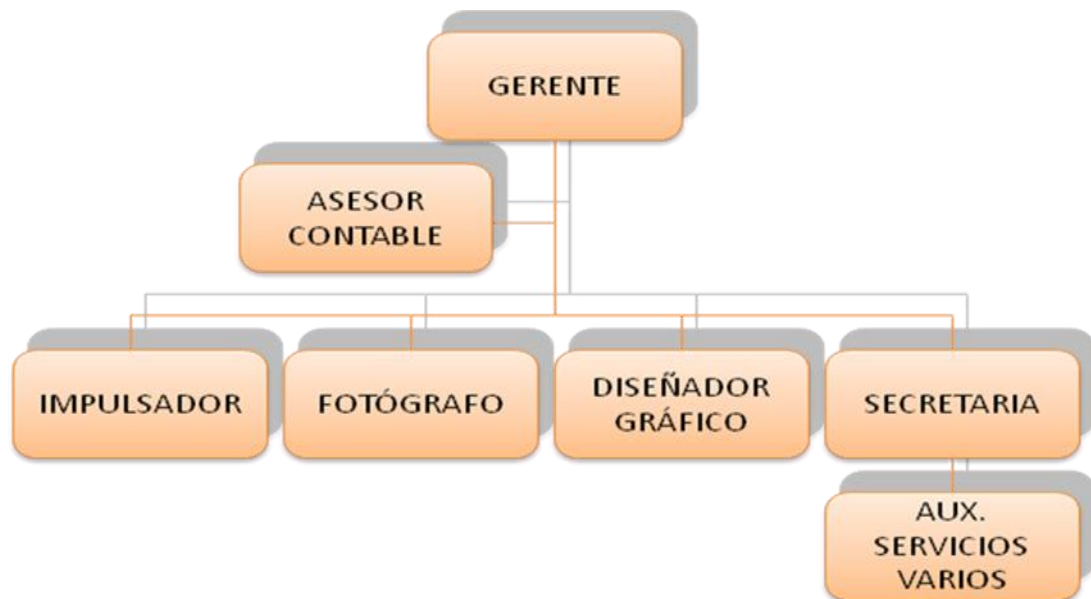 GERENTE
ASESOR
CONTABLE
IMPULSADOR
FOTÓGRAFO
DISEÑADOR
GRÁFICO
SECRETARIA
AUX.
SERVICIOS
VARIOS